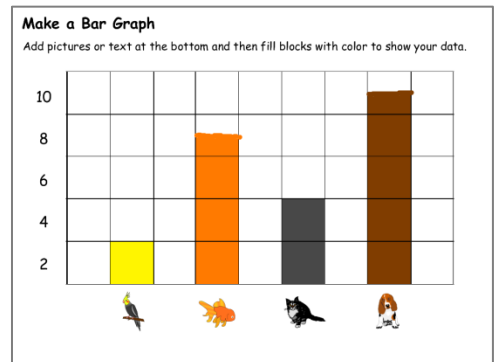 Make a Bar Graph
Add pictures or text at the bottom and then fill blocks with color to show your data.
10
8
6
4
2